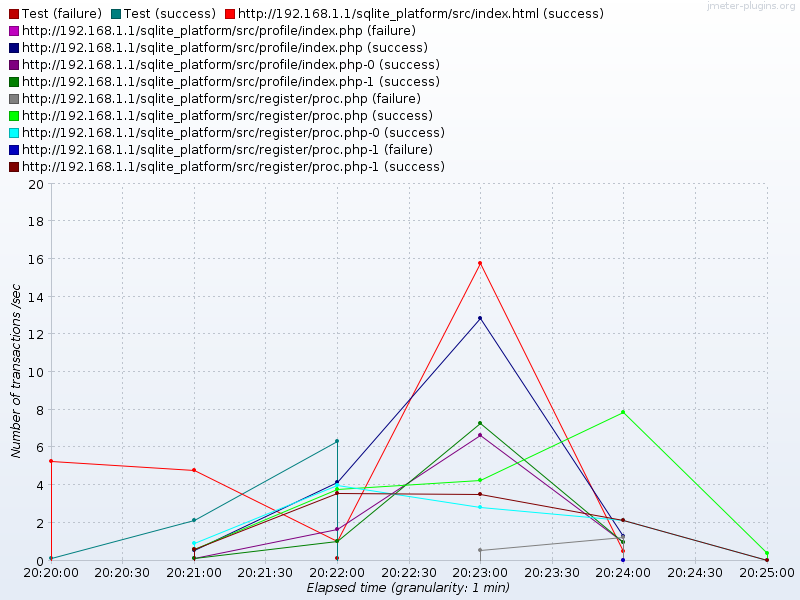 Test (failure) Test (success) http://192.168.1.1/sqlite_platform/src/index.html (success)
jmeter-plugins.org
http://192.168.1.1/sqlite_platform/src/profile/index.php (failure)
http://192.168.1.1/sqlite_platform/src/profile/index.php (success)
http://192.168.1.1/sqlite_platform/src/profile/index.php-0 (success)
http://192.168.1.1/sqlite_platform/src/profile/index.php-1 (success)
http://192.168.1.1/sqlite_platform/src/register/proc.php (failure)
http://192.168.1.1/sqlite_platform/src/register/proc.php (success)
http://192.168.1.1/sqlite_platform/src/register/proc.php-0 (success)
http://192.168.1.1/sqlite_platform/src/register/proc.php-1 (failure)
http://192.168.1.1/sqlite_platform/src/register/proc.php-1 (success)
Number of transactions /sec
20
18
16
14
12
10
8
6
4
2
0
20:20:00 20:20:30 20:21:00 20:21:30 20:22:00 20:22:30 20:23:00 20:23:30 20:24:00 20:24:30 20:25:00
Elapsed time (granularity: 1 min)